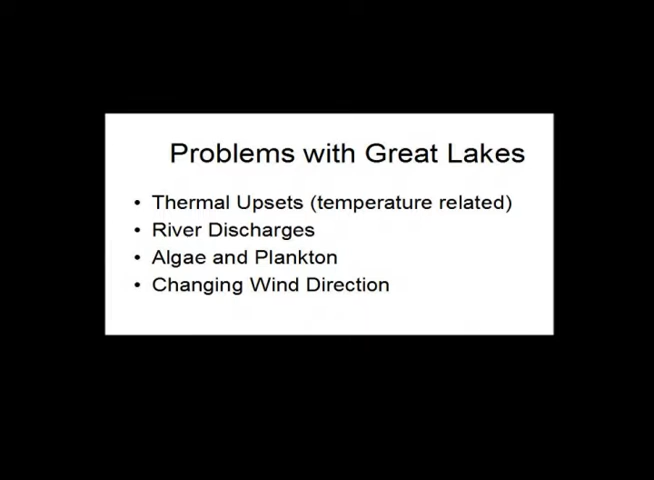 Problems with Great Lakes
• Thermal Upsets (temperature related)
• River Discharges
• Algae and Plankton
• Changing Wind Direction